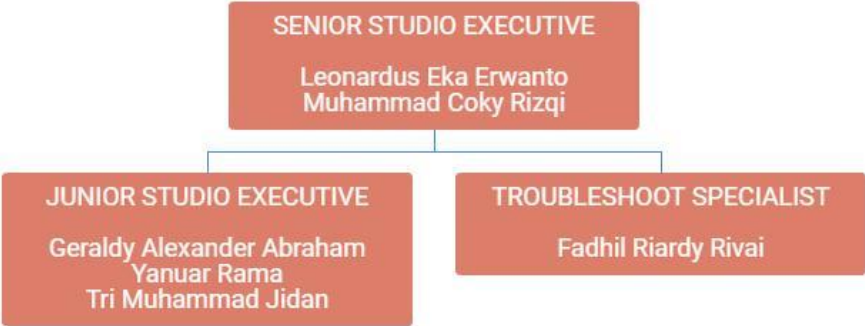 SENIOR STUDIO EXECUTIVE
Leonardus Eka Erwanto
Muhammad Coky Rizqi
JUNIOR STUDIO EXECUTIVE
Geraldy Alexander Abraham
Yanuar Rama
Tri Muhammad Jidan
TROUBLESHOOT SPECIALIST
Fadhil Riardy Rivai